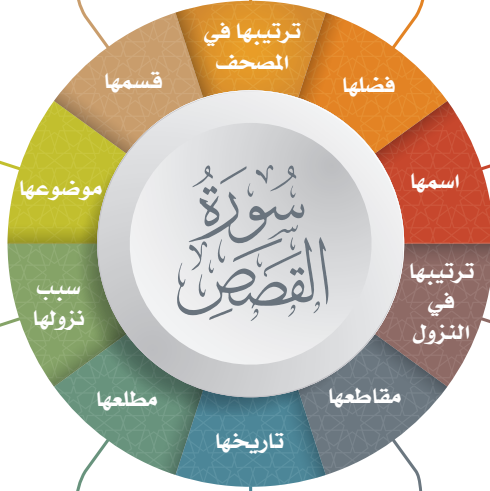 ترتيبها في
المصحف
فضلها
اسمها
ترتيبها
في
النزول
مقاطعها
تاريخها
مطلعها
سبب
نزولها
موضوعها
قسمها
سُورَةُ
القَصَصِ